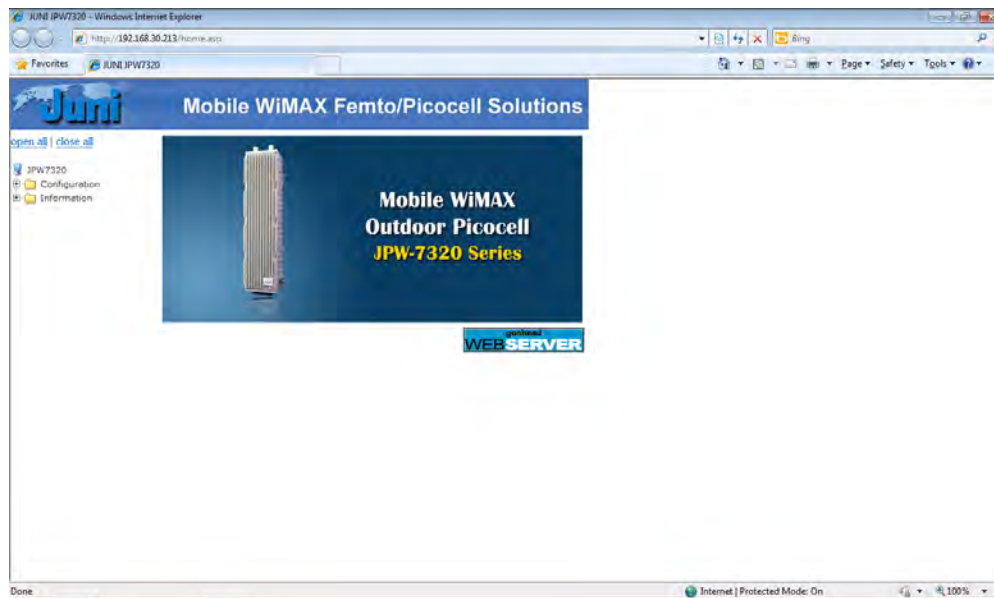 JUNI JPW7320 - Windows Internet Explorer
http://192.168.30.213/home.asp
Bing
Favorites JUNI JPW7320
Page Safety Tools
Juni Mobile WiMAX Femto/Picocell Solutions
open all | close all
JPW7320
Configuration
Information
Mobile WiMAX
Outdoor Picocell
JPW-7320 Series
goahead
WEBSERVER
Done Internet | Protected Mode: On 100%